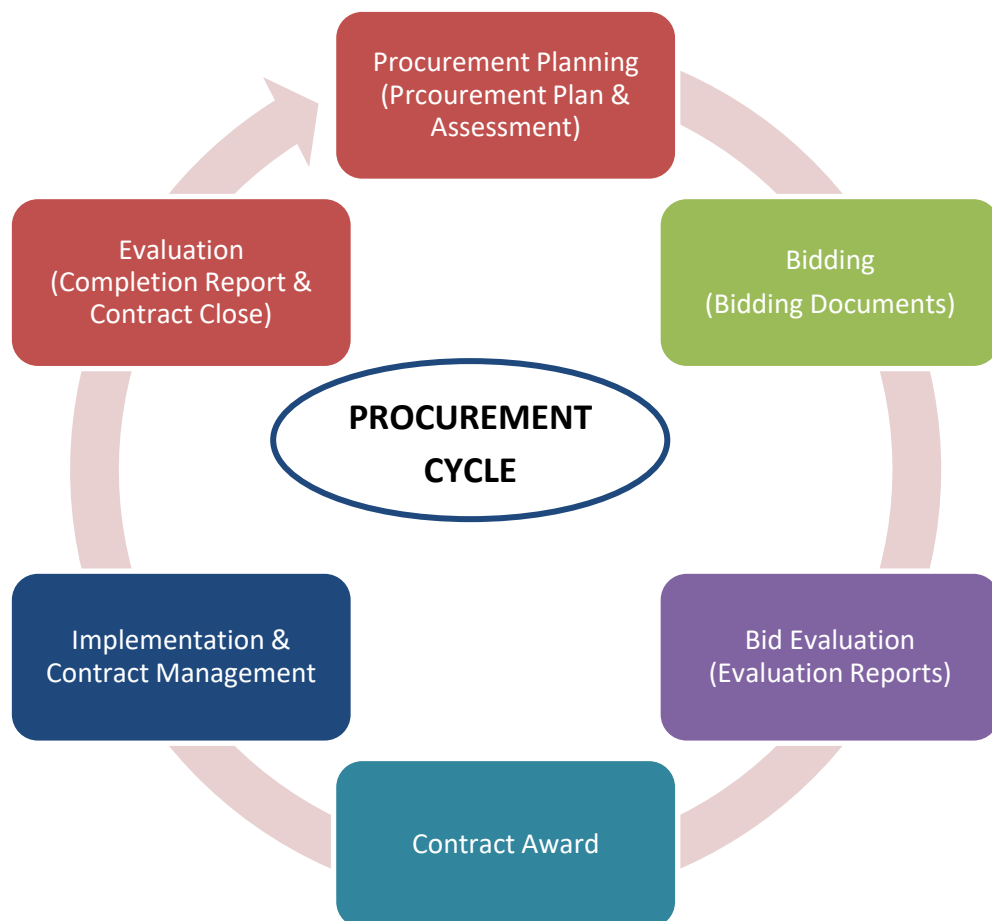 Procurement Planning
(Prcourement Plan &
Assessment)
Bidding
(Bidding Documents)
Bid Evaluation
(Evaluation Reports)
Contract Award
Implementation &
Contract Management
Evaluation
(Completion Report &
Contract Close)
PROCUREMENT
CYCLE